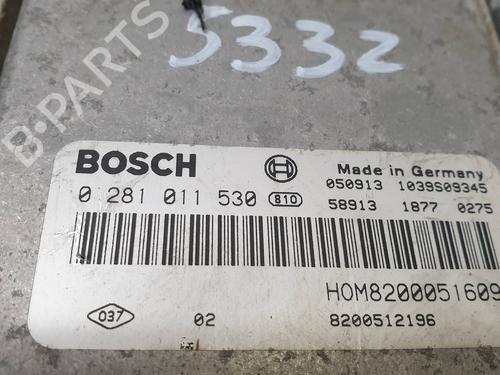 5332
B-PARTS
BOSCH
Made in Germany
0 281 011 530 810
050913 1039S09345
58913 1877 0275
HOM8200051609
037 02 8200512196